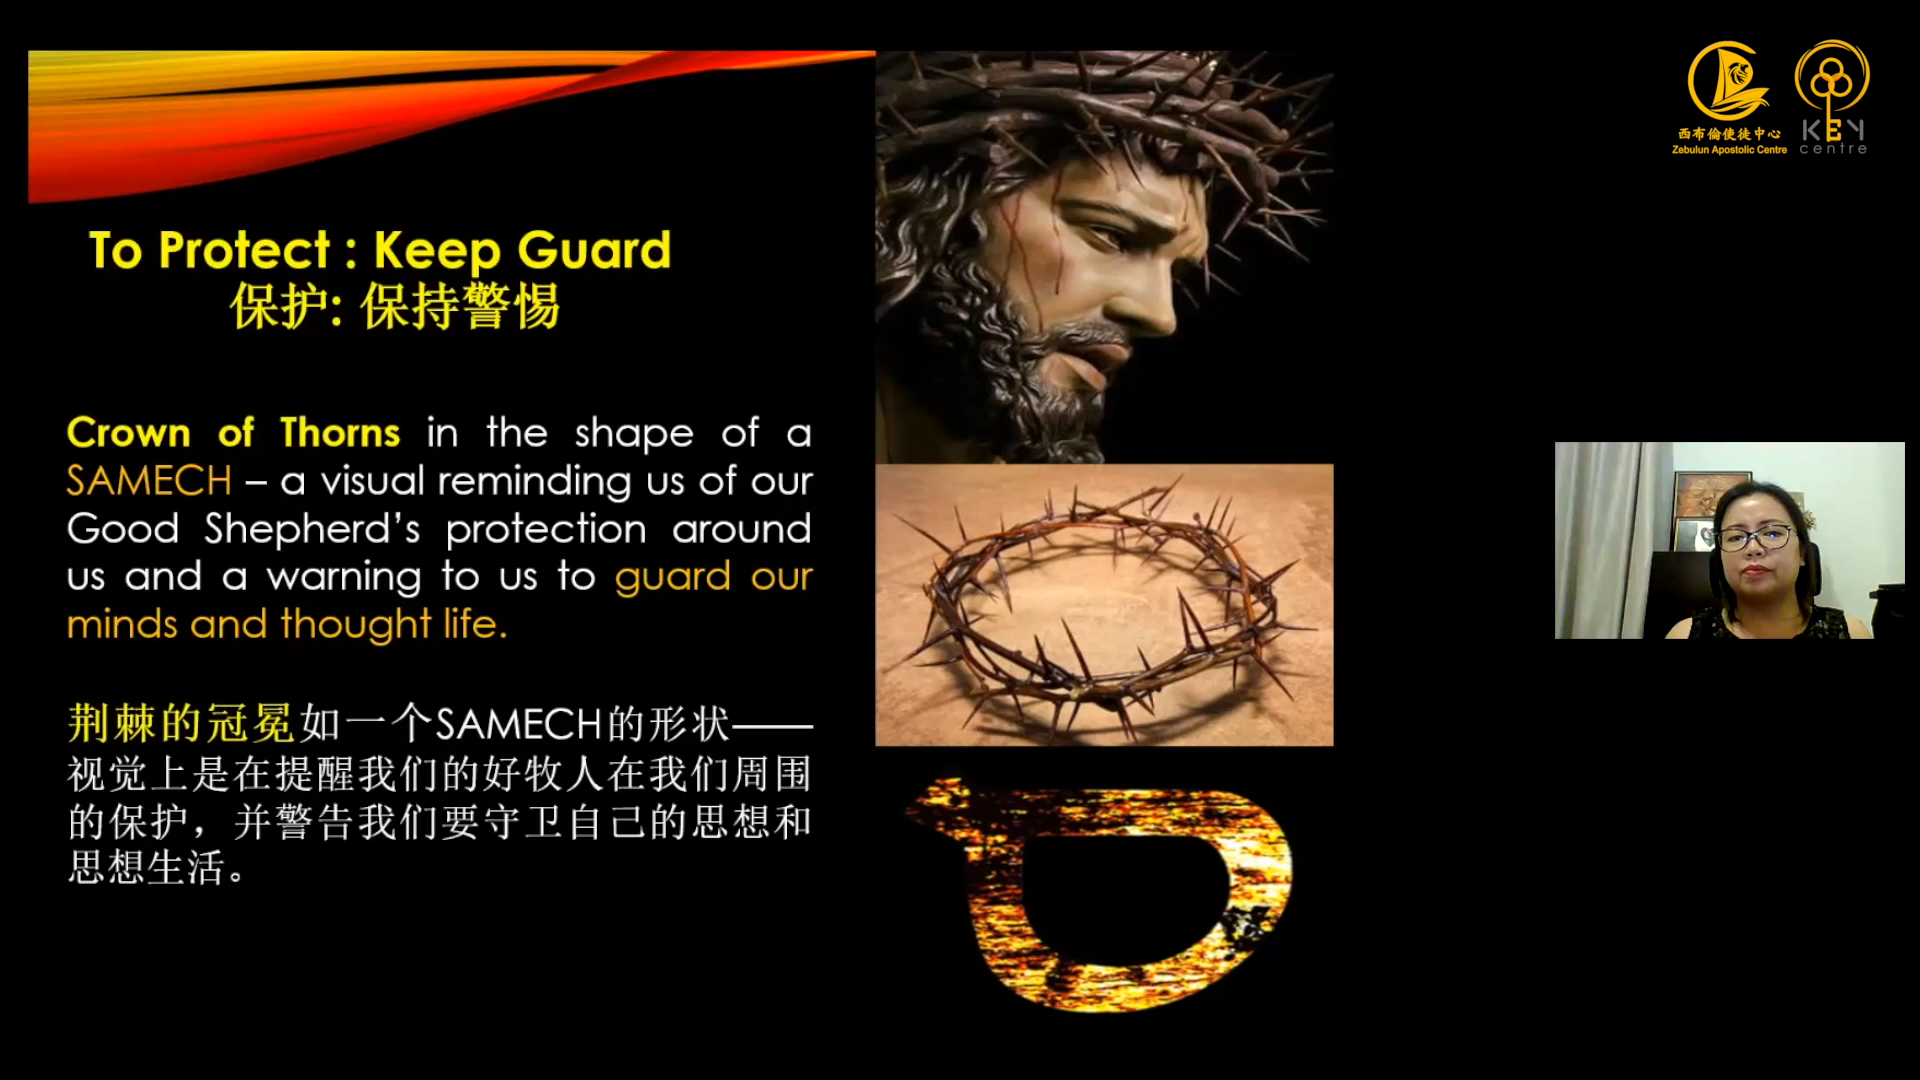 To Protect : Keep Guard
保护: 保持警惕
Crown of Thorns in the shape of a
SAMECH – a visual reminding us of our
Good Shepherd’s protection around
us and a warning to us to guard our
minds and thought life.
荆棘的冠冕如一个SAMECH的形状——
视觉上是在提醒我们的好牧人在我们周围
的保护，并警告我们要守卫自己的思想和
思想生活。
ס
西布倫使徒中心
Zebulun Apostolic Centre
KEY
centre